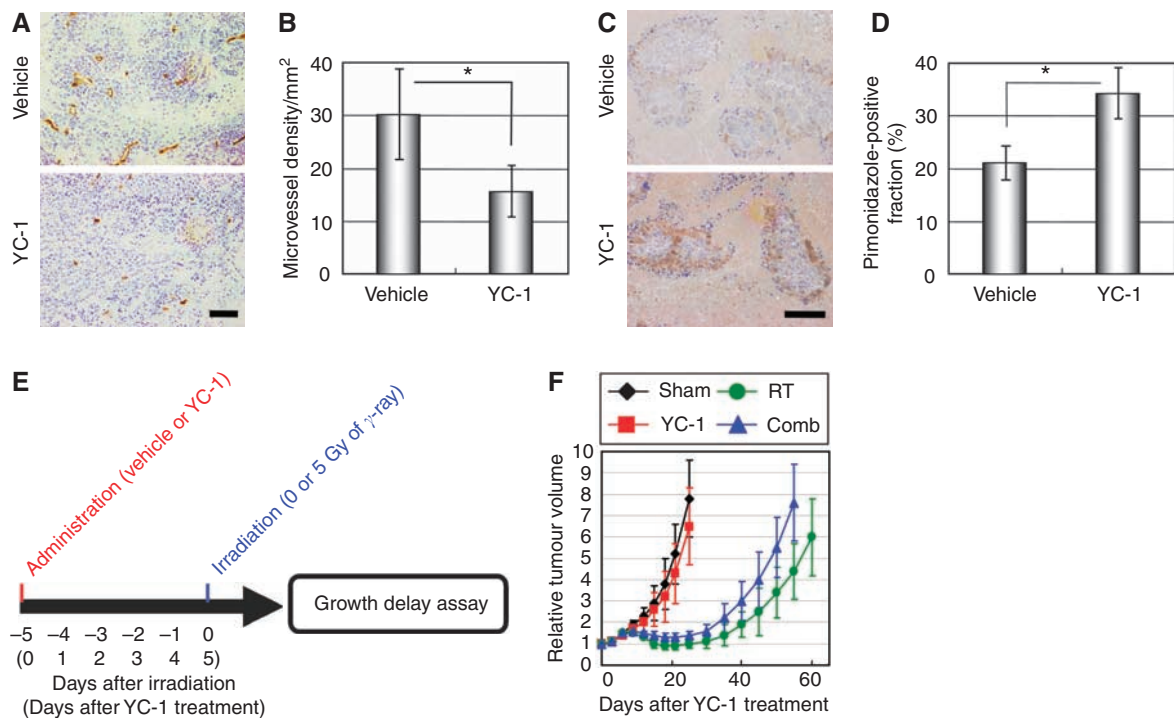 A
Vehicle
YC-1
B
Microvessel density/mm²
40
30
20
10
0
*
Vehicle
YC-1
C
Vehicle
YC-1
D
Pimonidazole-positive
fraction (%)
40
30
20
10
0
*
Vehicle
YC-1
E
Administration (vehicle or YC-1)
Irradiation (0 or 5 Gy of γ-ray)
Growth delay assay
–5 –4 –3 –2 –1 0
(0 1 2 3 4 5)
Days after irradiation
(Days after YC-1 treatment)
F
Sham RT
YC-1 Comb
Relative tumour volume
10
9
8
7
6
5
4
3
2
1
0
0 20 40 60
Days after YC-1 treatment